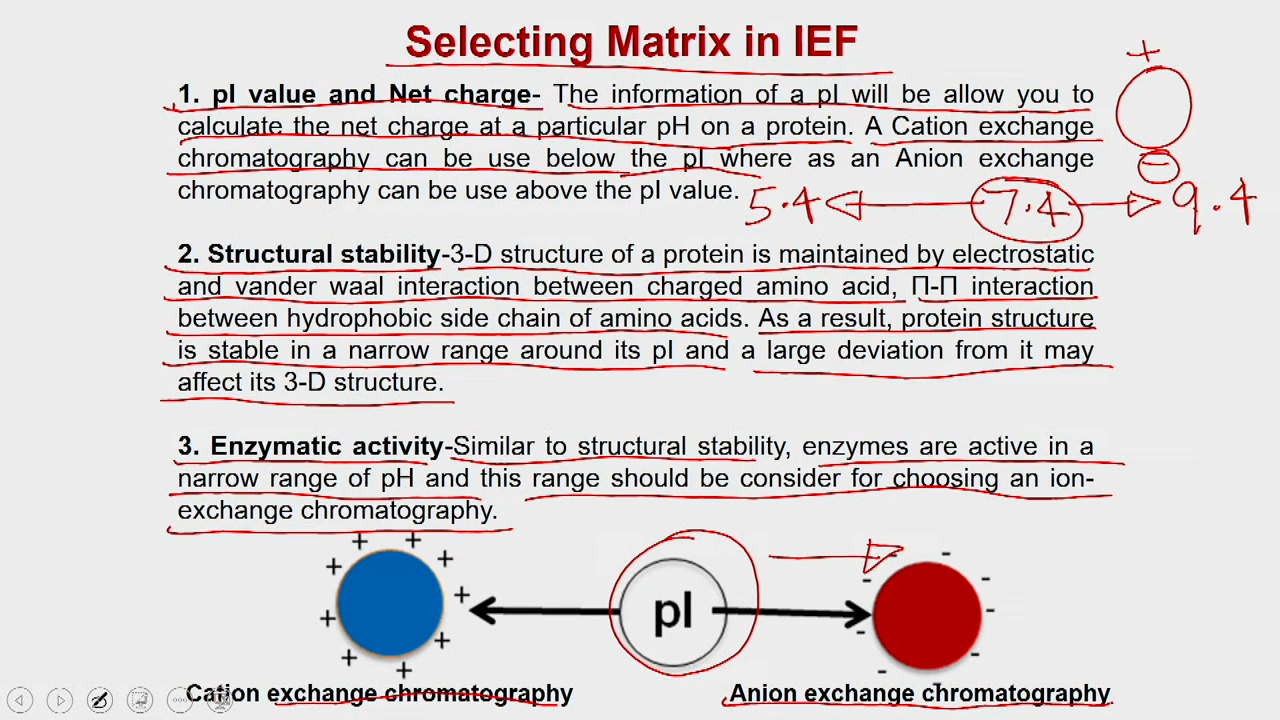 Selecting Matrix in IEF
1. pI value and Net charge- The information of a pI will be allow you to
calculate the net charge at a particular pH on a protein. A Cation exchange
chromatography can be use below the pI where as an Anion exchange
chromatography can be use above the pI value.
+
-
5.4 7.4 9.4
2. Structural stability-3-D structure of a protein is maintained by electrostatic
and vander waal interaction between charged amino acid, Π-Π interaction
between hydrophobic side chain of amino acids. As a result, protein structure
is stable in a narrow range around its pI and a large deviation from it may
affect its 3-D structure.
3. Enzymatic activity-Similar to structural stability, enzymes are active in a
narrow range of pH and this range should be consider for choosing an ion-
exchange chromatography.
+ + + + + + + + + +
pI
- - - - - - - -
Cation exchange chromatography
Anion exchange chromatography